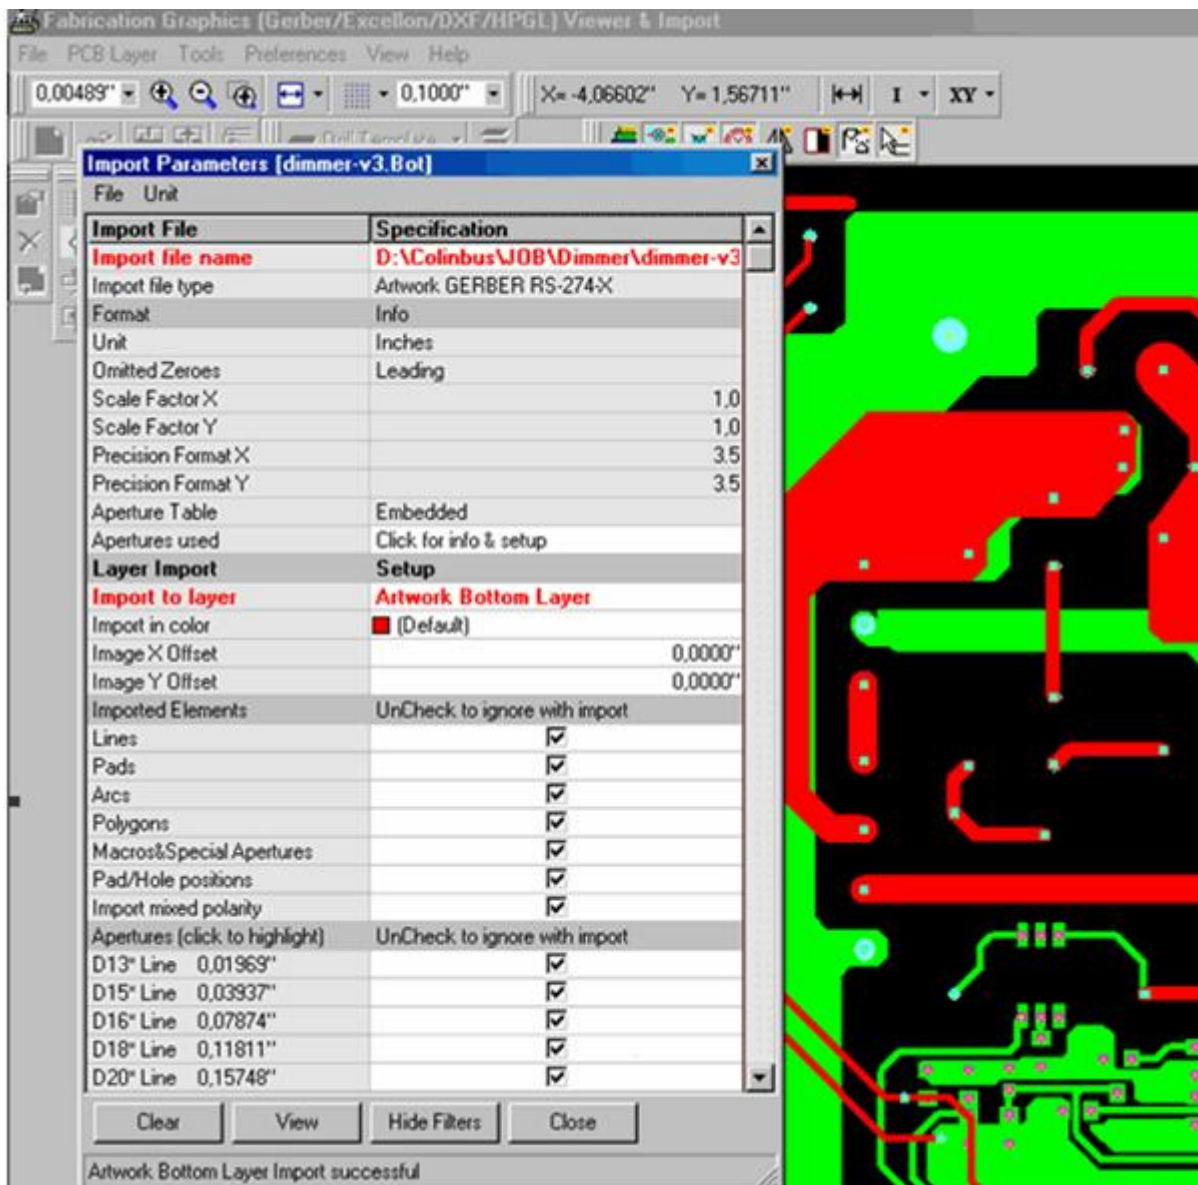 Fabrication Graphics (Gerber/Excellon/DXF/HPGL) Viewer & Import
File PCB Layer Tools Preferences View Help
0,00489" 0,1000" X= -4,06602" Y= 1,56711" I XY
Drill Template
Import Parameters [dimmer-v3.Bot]
File Unit
Import File Specification
Import file name D:\Colinbus\JOB\Dimmer\dimmer-v3
Import file type Artwork GERBER RS-274-X
Format Info
Unit Inches
Omitted Zeroes Leading
Scale Factor X 1,0
Scale Factor Y 1,0
Precision Format X 3.5
Precision Format Y 3.5
Aperture Table Embedded
Apertures used Click for info & setup
Layer Import Setup
Import to layer Artwork Bottom Layer
Import in color (Default)
Image X Offset 0,0000"
Image Y Offset 0,0000"
Imported Elements UnCheck to ignore with import
Lines
Pads
Arcs
Polygons
Macros&Special Apertures
Pad/Hole positions
Import mixed polarity
Apertures (click to highlight) UnCheck to ignore with import
D13* Line 0,01969"
D15* Line 0,03937"
D16* Line 0,07874"
D18* Line 0,11811"
D20* Line 0,15748"
Clear View Hide Filters Close
Artwork Bottom Layer Import successful